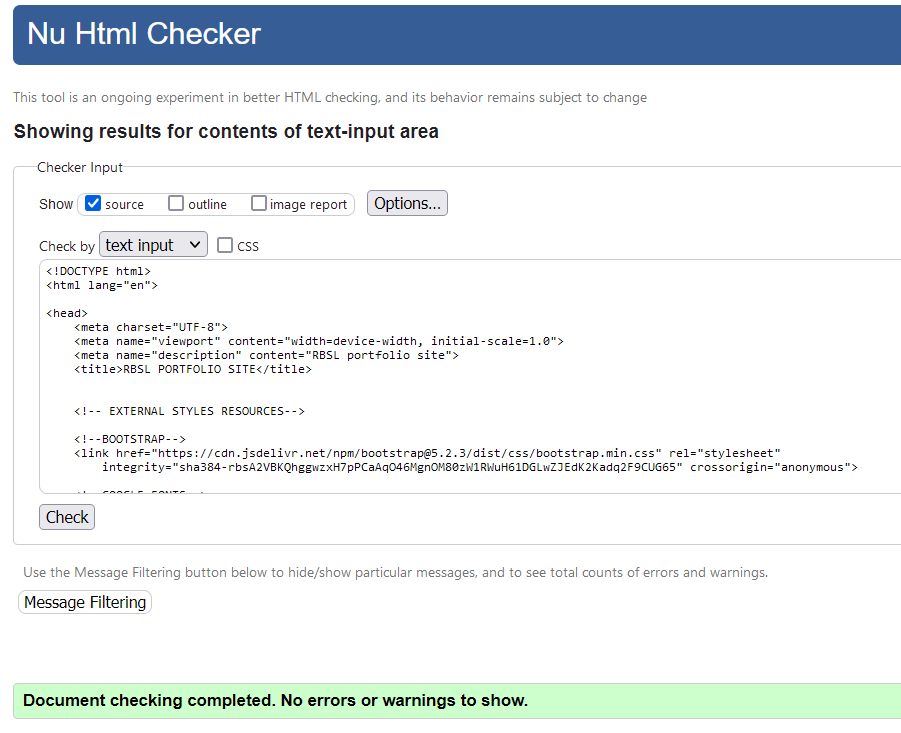 Nu Html Checker
This tool is an ongoing experiment in better HTML checking, and its behavior remains subject to change
Showing results for contents of text-input area
Checker Input
Show source outline image report Options...
Check by text input CSS
<!DOCTYPE html>
<html lang="en">
<head>
<meta charset="UTF-8">
<meta name="viewport" content="width=device-width, initial-scale=1.0">
<meta name="description" content="RBSL portfolio site">
<title>RBSL PORTFOLIO SITE</title>
<!-- EXTERNAL STYLES RESOURCES-->
<!--BOOTSTRAP-->
<link href="https://cdn.jsdelivr.net/npm/bootstrap@5.2.3/dist/css/bootstrap.min.css" rel="stylesheet"
integrity="sha384-rbsA2VBKQhggwzxH7pPCaAqO46MgnOM80zW1RWuH61DGLwZJEdK2Kadq2F9CUG65" crossorigin="anonymous">
Check
Use the Message Filtering button below to hide/show particular messages, and to see total counts of errors and warnings.
Message Filtering
Document checking completed. No errors or warnings to show.